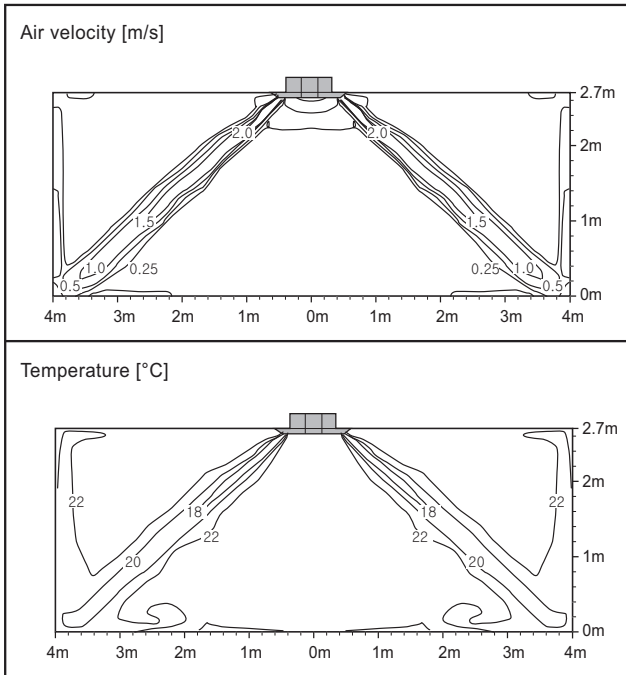 Air velocity [m/s]
2.7m
2.0 2.0 2m
1.5 1.5 1m
1.0 0.25 0.25 1.0
0.5 0.5 0m
4m 3m 2m 1m 0m 1m 2m 3m 4m
Temperature [°C]
2.7m
22 22 2m
18 18
22 22
20 20 1m
0m
4m 3m 2m 1m 0m 1m 2m 3m 4m